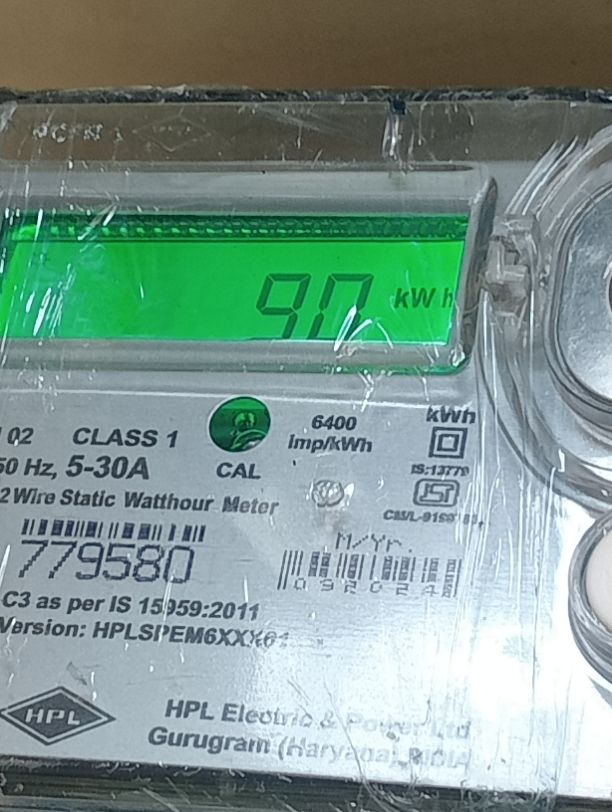 90 kWh
02 CLASS 1
6400
imp/kWh
kWh
50 Hz, 5-30A
CAL
IS:13779
2 Wire Static Watthour Meter
779580
M/Yr.
092024
C3 as per IS 15959:2011
Version: HPLSPEM6XXX01
HPL
HPL Electric & Power Ltd
Gurugram (Haryana) INDIA